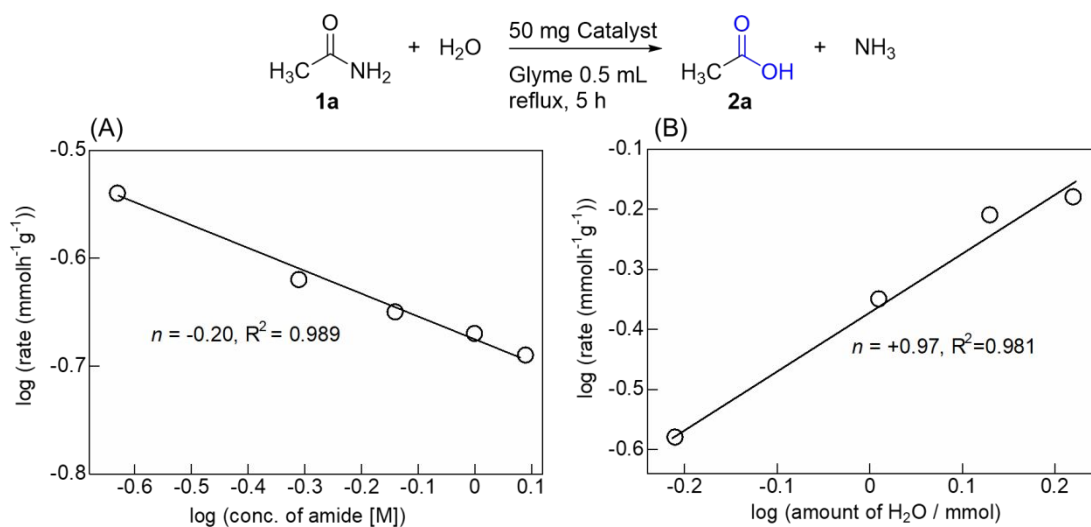 O
H₃C NH₂
1a
+ H₂O
50 mg Catalyst
Glyme 0.5 mL
reflux, 5 h
O
H₃C OH
2a
+ NH₃
(A)
-0.5
-0.6
-0.7
-0.8
log (rate (mmolh⁻¹g⁻¹))
n = -0.20, R² = 0.989
-0.6 -0.5 -0.4 -0.3 -0.2 -0.1 0 0.1
log (conc. of amide [M])
(B)
-0.1
-0.2
-0.3
-0.4
-0.5
-0.6
log (rate (mmolh⁻¹g⁻¹))
n = +0.97, R²=0.981
-0.2 -0.1 0 0.1 0.2
log (amount of H₂O / mmol)